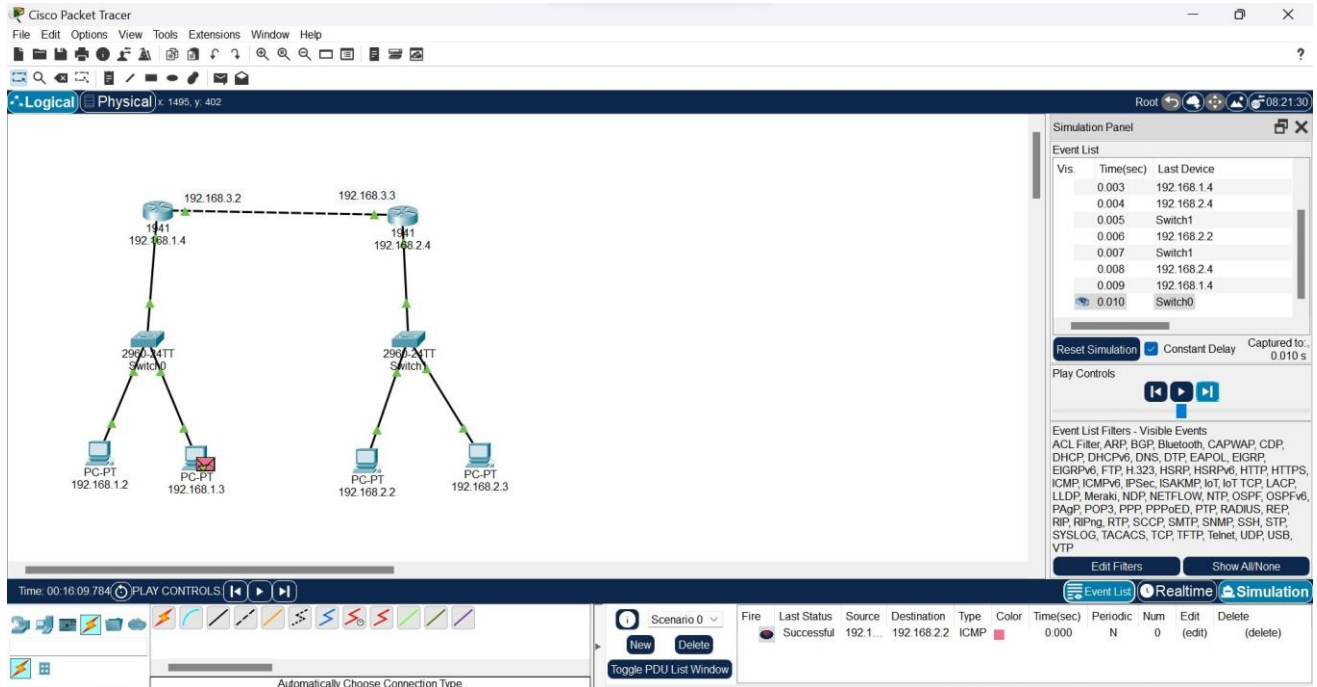 Cisco Packet Tracer
File Edit Options View Tools Extensions Window Help
?
Logical Physical x: 1495, y: 402
Root 08:21:30
192.168.3.2
192.168.3.3
1941
192.168.1.4
1941
192.168.2.4
2960-24TT
Switch0
2960-24TT
Switch1
PC-PT
192.168.1.2
PC-PT
192.168.1.3
PC-PT
192.168.2.2
PC-PT
192.168.2.3
Simulation Panel
Event List
Vis. Time(sec) Last Device
0.003 192.168.1.4
0.004 192.168.2.4
0.005 Switch1
0.006 192.168.2.2
0.007 Switch1
0.008 192.168.2.4
0.009 192.168.1.4
0.010 Switch0
Reset Simulation Constant Delay Captured to:
0.010 s
Play Controls
Event List Filters - Visible Events
ACL Filter, ARP, BGP, Bluetooth, CAPWAP, CDP,
DHCP, DHCPv6, DNS, DTP, EAPOL, EIGRP,
EIGRPv6, FTP, H.323, HSRP, HSRPv6, HTTP, HTTPS,
ICMP, ICMPv6, IPSec, ISAKMP, IoT, IoT TCP, LACP,
LLDP, Meraki, NDP, NETFLOW, NTP, OSPF, OSPFv6,
PAgP, POP3, PPP, PPPoED, PTP, RADIUS, REP,
RIP, RIPng, RTP, SCCP, SMTP, SNMP, SSH, STP,
SYSLOG, TACACS, TCP, TFTP, Telnet, UDP, USB,
VTP
Edit Filters Show All/None
Time: 00:16:09.784 PLAY CONTROLS:
Event List Realtime Simulation
Automatically Choose Connection Type
Scenario 0
New Delete
Toggle PDU List Window
Fire Last Status Source Destination Type Color Time(sec) Periodic Num Edit Delete
Successful 192.1... 192.168.2.2 ICMP 0.000 N 0 (edit) (delete)